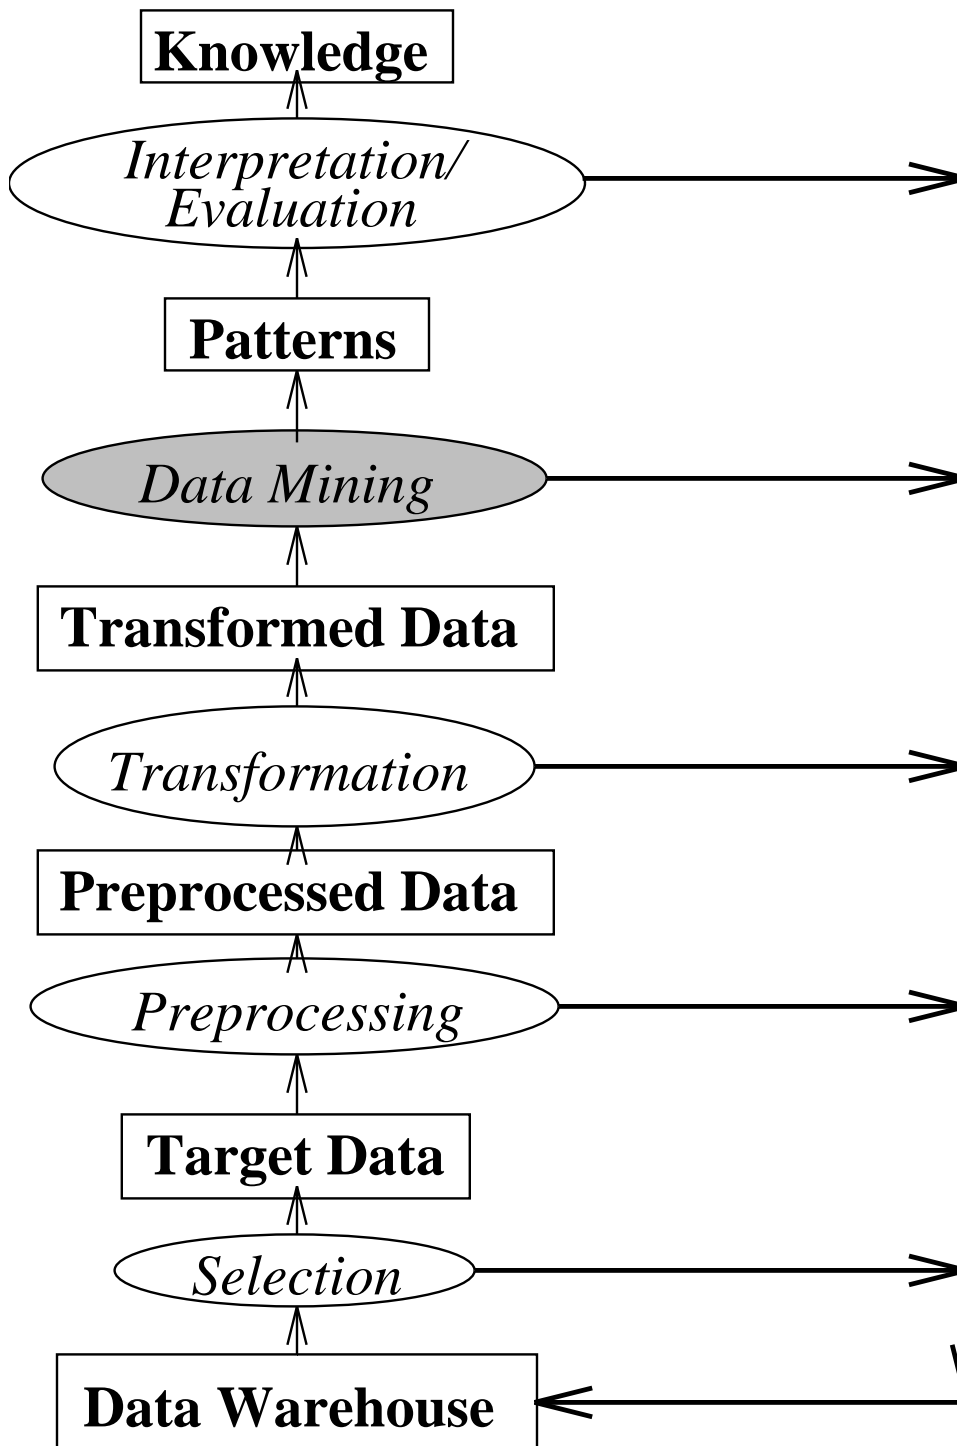 Knowledge
Interpretation/
Evaluation
Patterns
Data Mining
Transformed Data
Transformation
Preprocessed Data
Preprocessing
Target Data
Selection
Data Warehouse